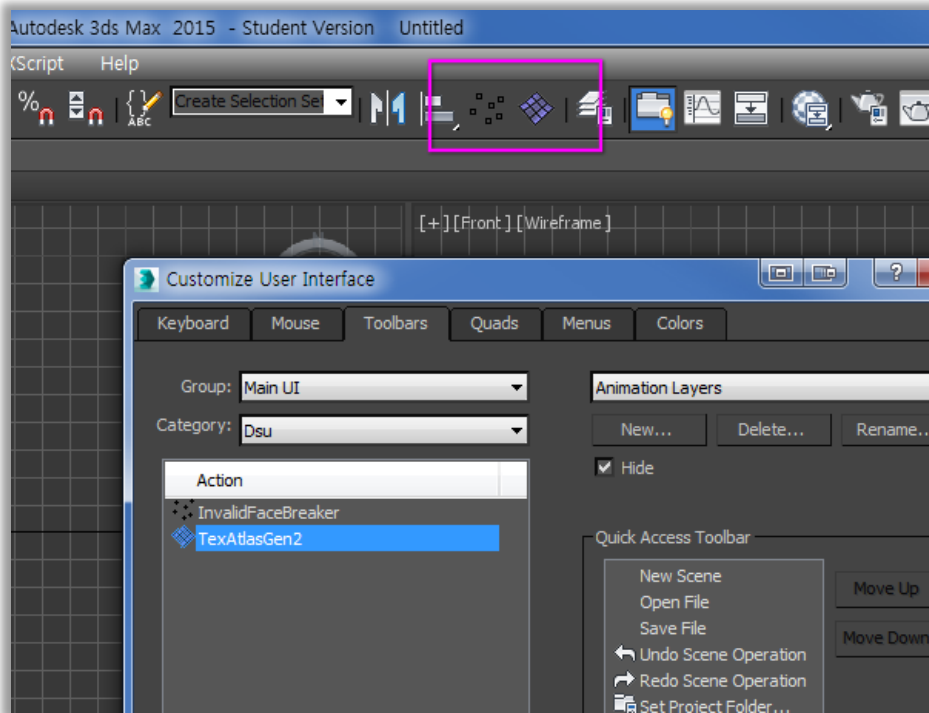 Autodesk 3ds Max 2015 - Student Version Untitled
Script Help
%
ABC
Create Selection Set
[+][Front][Wireframe]
Customize User Interface
?
Keyboard Mouse Toolbars Quads Menus Colors
Group: Main UI
Animation Layers
Category: Dsu
New... Delete... Rename..
Hide
Action
InvalidFaceBreaker
TexAtlasGen2
Quick Access Toolbar
New Scene
Open File
Save File
Undo Scene Operation
Redo Scene Operation
Set Project Folder...
Move Up
Move Down